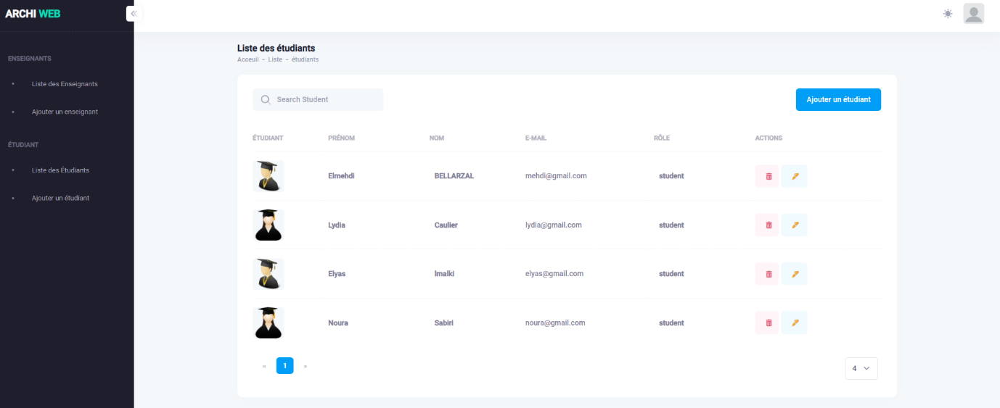 ARCHI WEB
ENSEIGNANTS
Liste des Enseignants
Ajouter un enseignant
ÉTUDIANT
Liste des Étudiants
Ajouter un étudiant
Liste des étudiants
Acceuil - Liste - étudiants
Search Student
Ajouter un étudiant
ÉTUDIANT PRÉNOM NOM E-MAIL RÔLE ACTIONS
Elmehdi BELLARZAL mehdi@gmail.com student
Lydia Caulier lydia@gmail.com student
Elyas Imalki elyas@gmail.com student
Noura Sabiri noura@gmail.com student
« 1 »
4